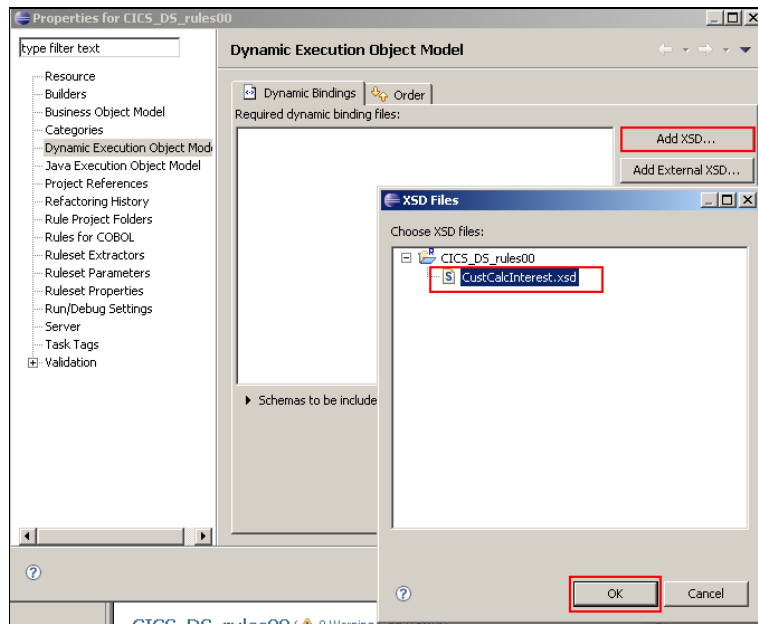 Properties for CICS_DS_rules00
type filter text
Resource
Builders
Business Object Model
Categories
Dynamic Execution Object Mod
Java Execution Object Model
Project References
Refactoring History
Rule Project Folders
Rules for COBOL
Ruleset Extractors
Ruleset Parameters
Ruleset Properties
Run/Debug Settings
Server
Task Tags
Validation
Dynamic Execution Object Model
Dynamic Bindings
Order
Required dynamic binding files:
Add XSD...
Add External XSD...
Schemas to be include
XSD Files
Choose XSD files:
CICS_DS_rules00
CustCalcInterest.xsd
OK
Cancel
CICS_DS_rules00